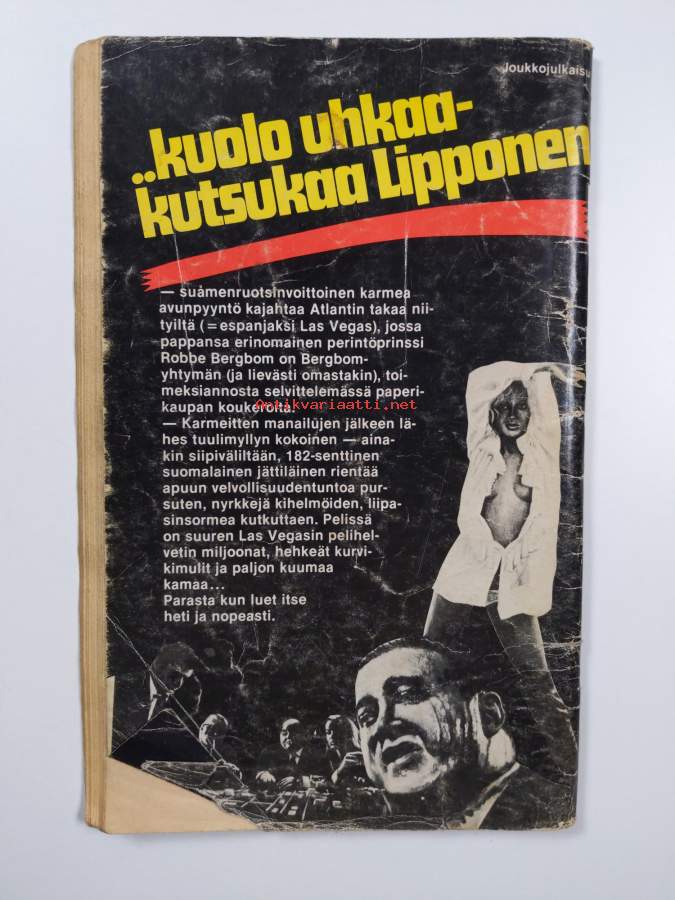 Joukkojulkaisu
..kuolo uhkaa-
kutsukaa Lipponen
— suomenruotsinvoittoinen karmea
avunpyyntö kajahtaa Atlantin takaa nii-
tyiltä (=espanjaksi Las Vegas), jossa
pappansa erinomainen perintöprinssi
Robbe Bergbom on Bergbom-
yhtymän (ja lievästi omastakin), toi-
meksiannosta selvittelemässä paperi-
kaupan koukeroita.
Antikvariaatti.net
— Karmeitten manailujen jälkeen lä-
hes tuulimyllyn kokoinen — aina-
kin siipiväliltään, 182-senttinen
suomalainen jättiläinen rientää
apuun velvollisuudentuntoa pur-
suten, nyrkkejä kihelmöiden, liipa-
sinsormea kutkuttaen. Pelissä
on suuren Las Vegasin pelihel-
vetin miljoonat, hehkeät kurvi-
kimulit ja paljon kuumaa
kamaa...
Parasta kun luet itse
heti ja nopeasti.